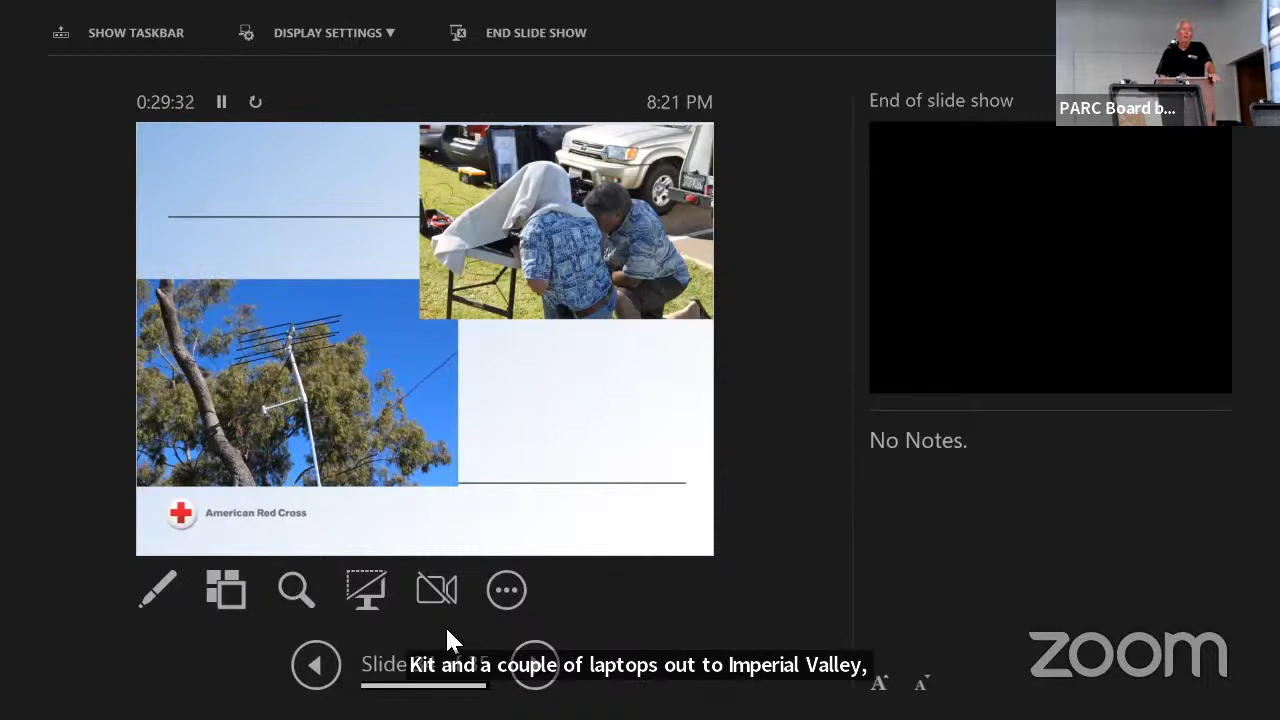 SHOW TASKBAR
DISPLAY SETTINGS ▼
END SLIDE SHOW
PARC Board b...
0:29:32
8:21 PM
End of slide show
No Notes.
American Red Cross
Slide
Kit and a couple of laptops out to Imperial Valley,
A A
zoom